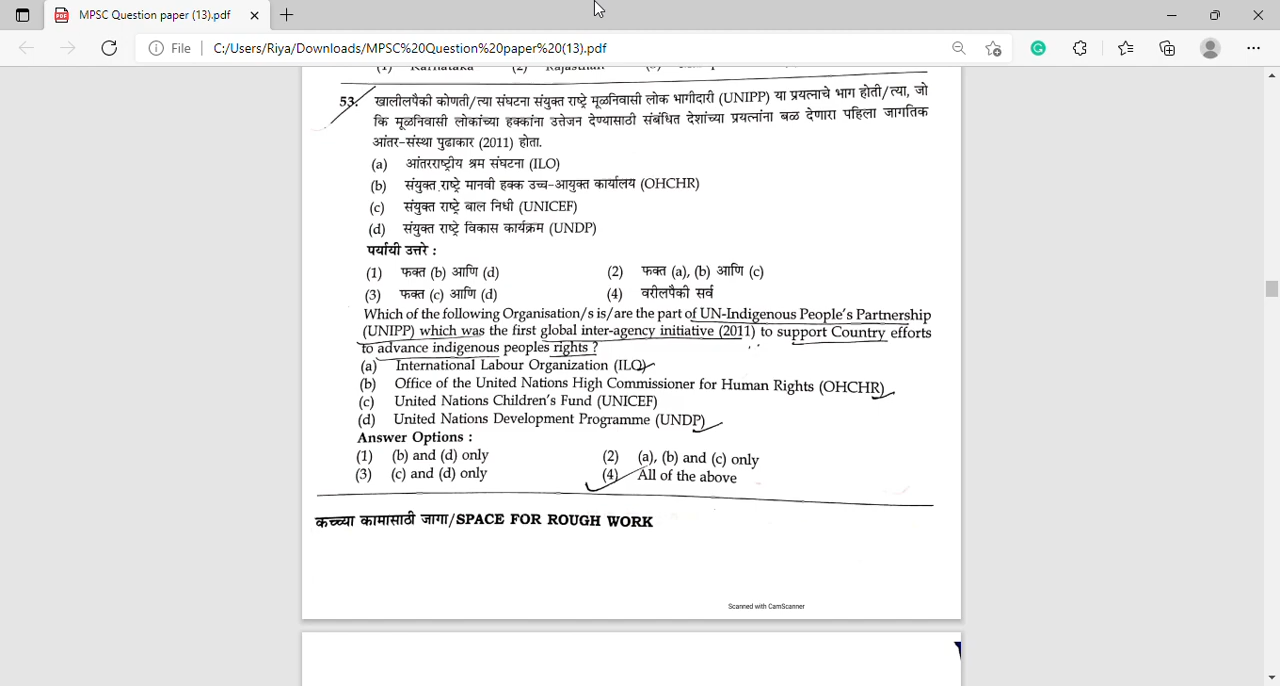 MPSC Question paper (13).pdf
File
C:/Users/Riya/Downloads/MPSC%20Question%20paper%20(13).pdf
(1) Karnataka (2) Rajasthan
53. खालीलपैकी कोणती/त्या संघटना संयुक्त राष्ट्रे मूळनिवासी लोक भागीदारी (UNIPP) या प्रयत्नाचे भाग होती/त्या, जो
कि मूळनिवासी लोकांच्या हक्कांना उत्तेजन देण्यासाठी संबंधित देशांच्या प्रयत्नांना बळ देणारा पहिला जागतिक
आंतर-संस्था पुढाकार (2011) होता.
(a) आंतरराष्ट्रीय श्रम संघटना (ILO)
(b) संयुक्त राष्ट्रे मानवी हक्क उच्च-आयुक्त कार्यालय (OHCHR)
(c) संयुक्त राष्ट्रे बाल निधी (UNICEF)
(d) संयुक्त राष्ट्रे विकास कार्यक्रम (UNDP)
पर्यायी उत्तरे :
(1) फक्त (b) आणि (d) (2) फक्त (a), (b) आणि (c)
(3) फक्त (c) आणि (d) (4) वरीलपैकी सर्व
Which of the following Organisation/s is/are the part of UN-Indigenous People's Partnership
(UNIPP) which was the first global inter-agency initiative (2011) to support Country efforts
to advance indigenous peoples rights ?
(a) International Labour Organization (ILO)
(b) Office of the United Nations High Commissioner for Human Rights (OHCHR)
(c) United Nations Children's Fund (UNICEF)
(d) United Nations Development Programme (UNDP)
Answer Options :
(1) (b) and (d) only (2) (a), (b) and (c) only
(3) (c) and (d) only (4) All of the above
कच्च्या कामासाठी जागा/SPACE FOR ROUGH WORK
Scanned with CamScanner